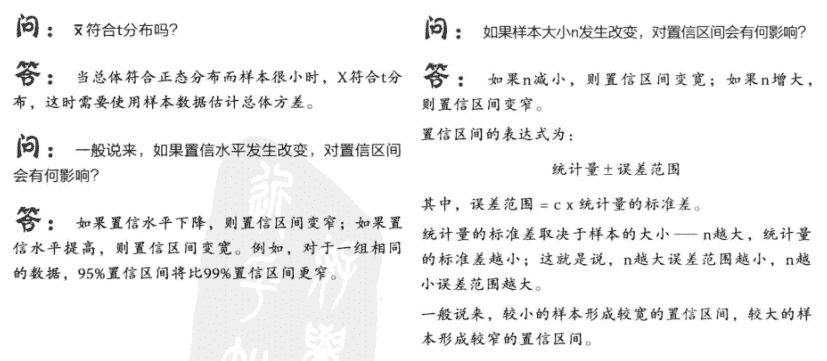 问： x̄ 符合t分布吗?
答： 当总体符合正态分布而样本很小时，X符合t分
布，这时需要使用样本数据估计总体方差。
问： 一般说来，如果置信水平发生改变，对置信区间
会有何影响?
答： 如果置信水平下降，则置信区间变窄；如果置
信水平提高，则置信区间变宽。例如，对于一组相同
的数据，95%置信区间将比99%置信区间更窄。
问： 如果样本大小n发生改变，对置信区间会有何影响?
答： 如果n减小，则置信区间变宽；如果n增大，
则置信区间变窄。
置信区间的表达式为：
统计量 ± 误差范围
其中，误差范围 = c x 统计量的标准差。
统计量的标准差取决于样本的大小 —— n越大，统计量
的标准差越小；这就是说，n越大误差范围越小，n越
小误差范围越大。
一般说来，较小的样本形成较宽的置信区间，较大的样
本形成较窄的置信区间。